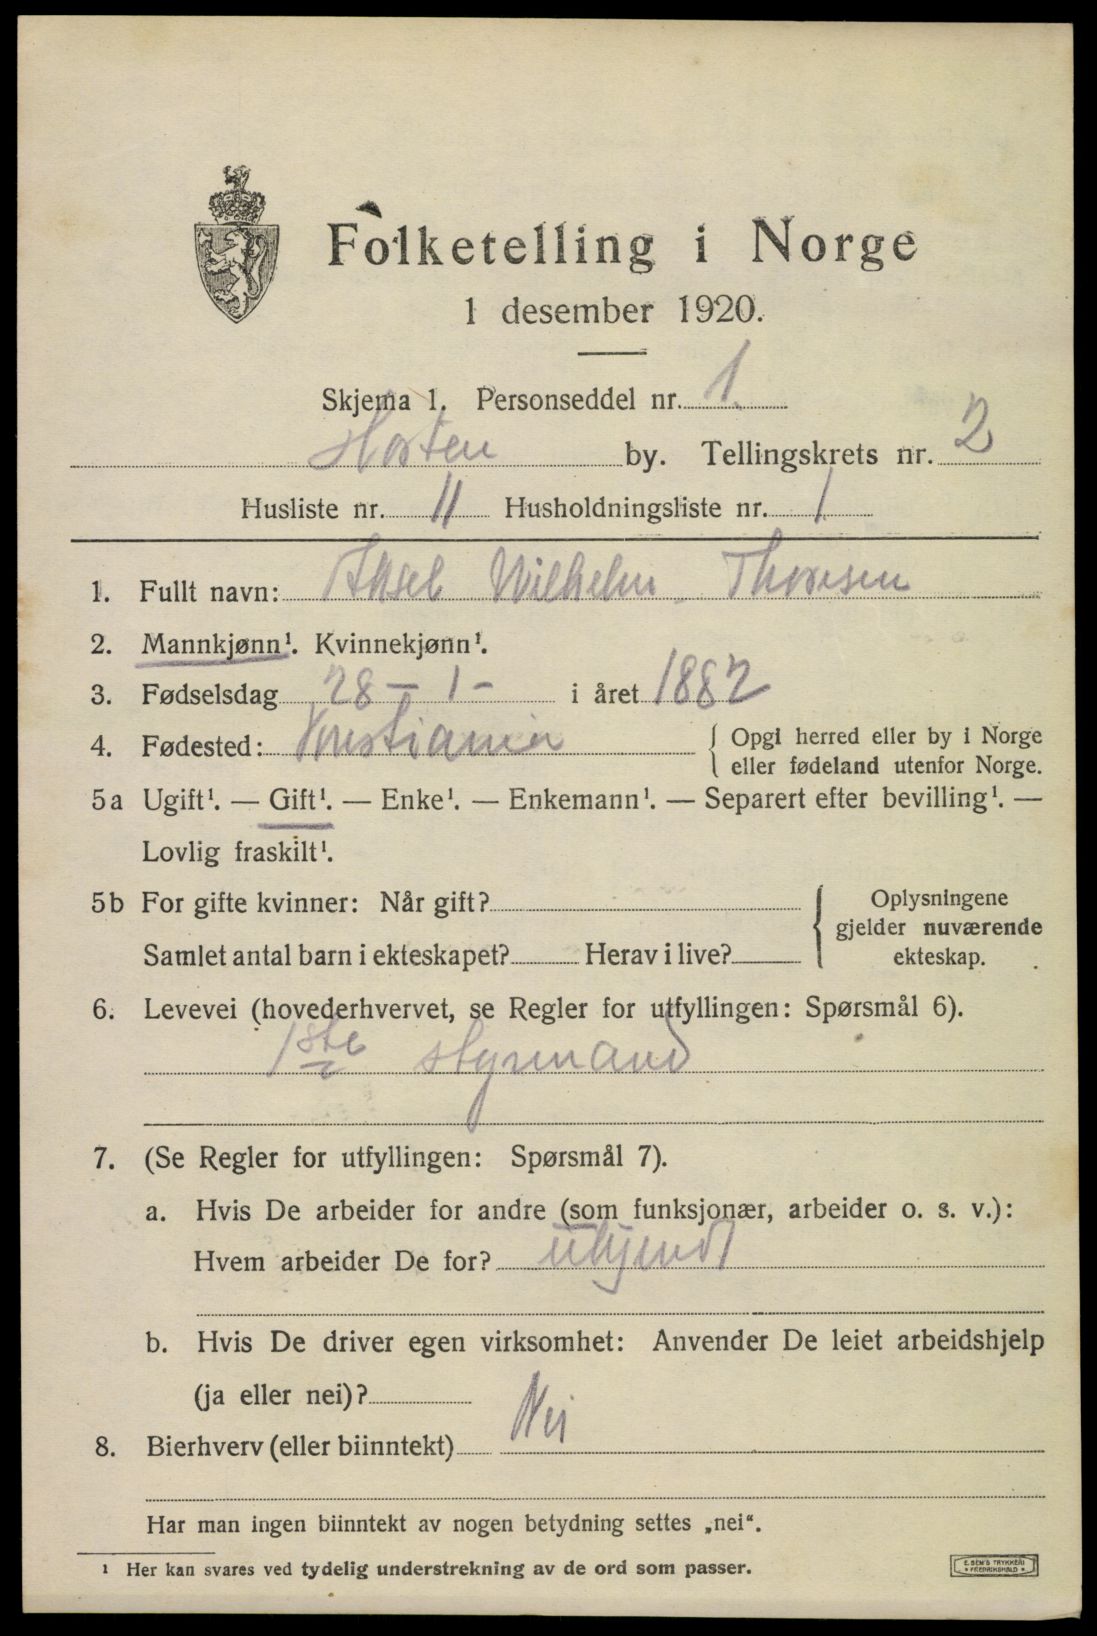 Folketelling i Norge
1 desember 1920.
Skjema 1. Personseddel nr. 1
Horten by. Tellingskrets nr. 2
Husliste nr. 11 Husholdningsliste nr. 1
1. Fullt navn: Aksel Wilhelm Thoresen
2. Mannkjønn¹. Kvinnekjønn¹.
3. Fødselsdag 28 - 1 - i året 1882
4. Fødested: Kristiania { Opgi herred eller by i Norge
eller fødeland utenfor Norge.
5a Ugift¹. — Gift¹. — Enke¹. — Enkemann¹. — Separert efter bevilling¹. —
Lovlig fraskilt¹.
5b For gifte kvinner: Når gift? { Oplysningene
gjelder nuværende
Samlet antal barn i ekteskapet? Herav i live? ekteskap.
6. Levevei (hovederhvervet, se Regler for utfyllingen: Spørsmål 6).
1ste styrmand
7. (Se Regler for utfyllingen: Spørsmål 7).
a. Hvis De arbeider for andre (som funksjonær, arbeider o. s. v.):
Hvem arbeider De for? ukjendt
b. Hvis De driver egen virksomhet: Anvender De leiet arbeidshjelp
(ja eller nei)?
8. Bierhverv (eller biinntekt) Nei
Har man ingen biinntekt av nogen betydning settes „nei“.
¹ Her kan svares ved tydelig understrekning av de ord som passer.
E. SEM'S TRYKKERI
FREDRIKSHALD